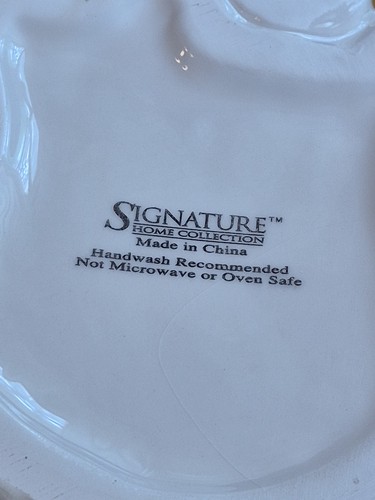 SIGNATURE™
HOME COLLECTION
Made in China
Handwash Recommended
Not Microwave or Oven Safe